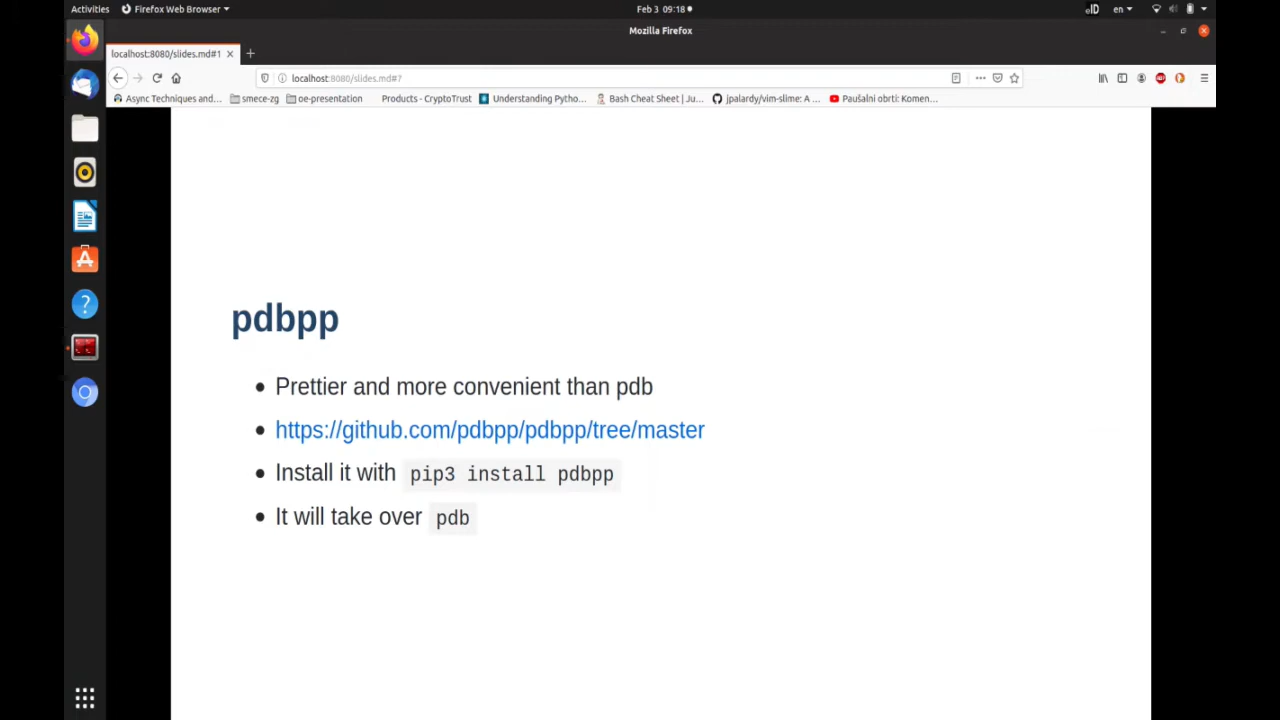 Activities
Firefox Web Browser
Feb 3 09:18
en
Mozilla Firefox
localhost:8080/slides.md#1
localhost:8080/slides.md#7
Async Techniques and...
smece-zg
oe-presentation
Products - CryptoTrust
Understanding Pytho...
Bash Cheat Sheet | Ju...
jpalardy/vim-slime: A ...
Paušalni obrti: Komen...
pdbpp
Prettier and more convenient than pdb
https://github.com/pdbpp/pdbpp/tree/master
Install it with pip3 install pdbpp
It will take over pdb